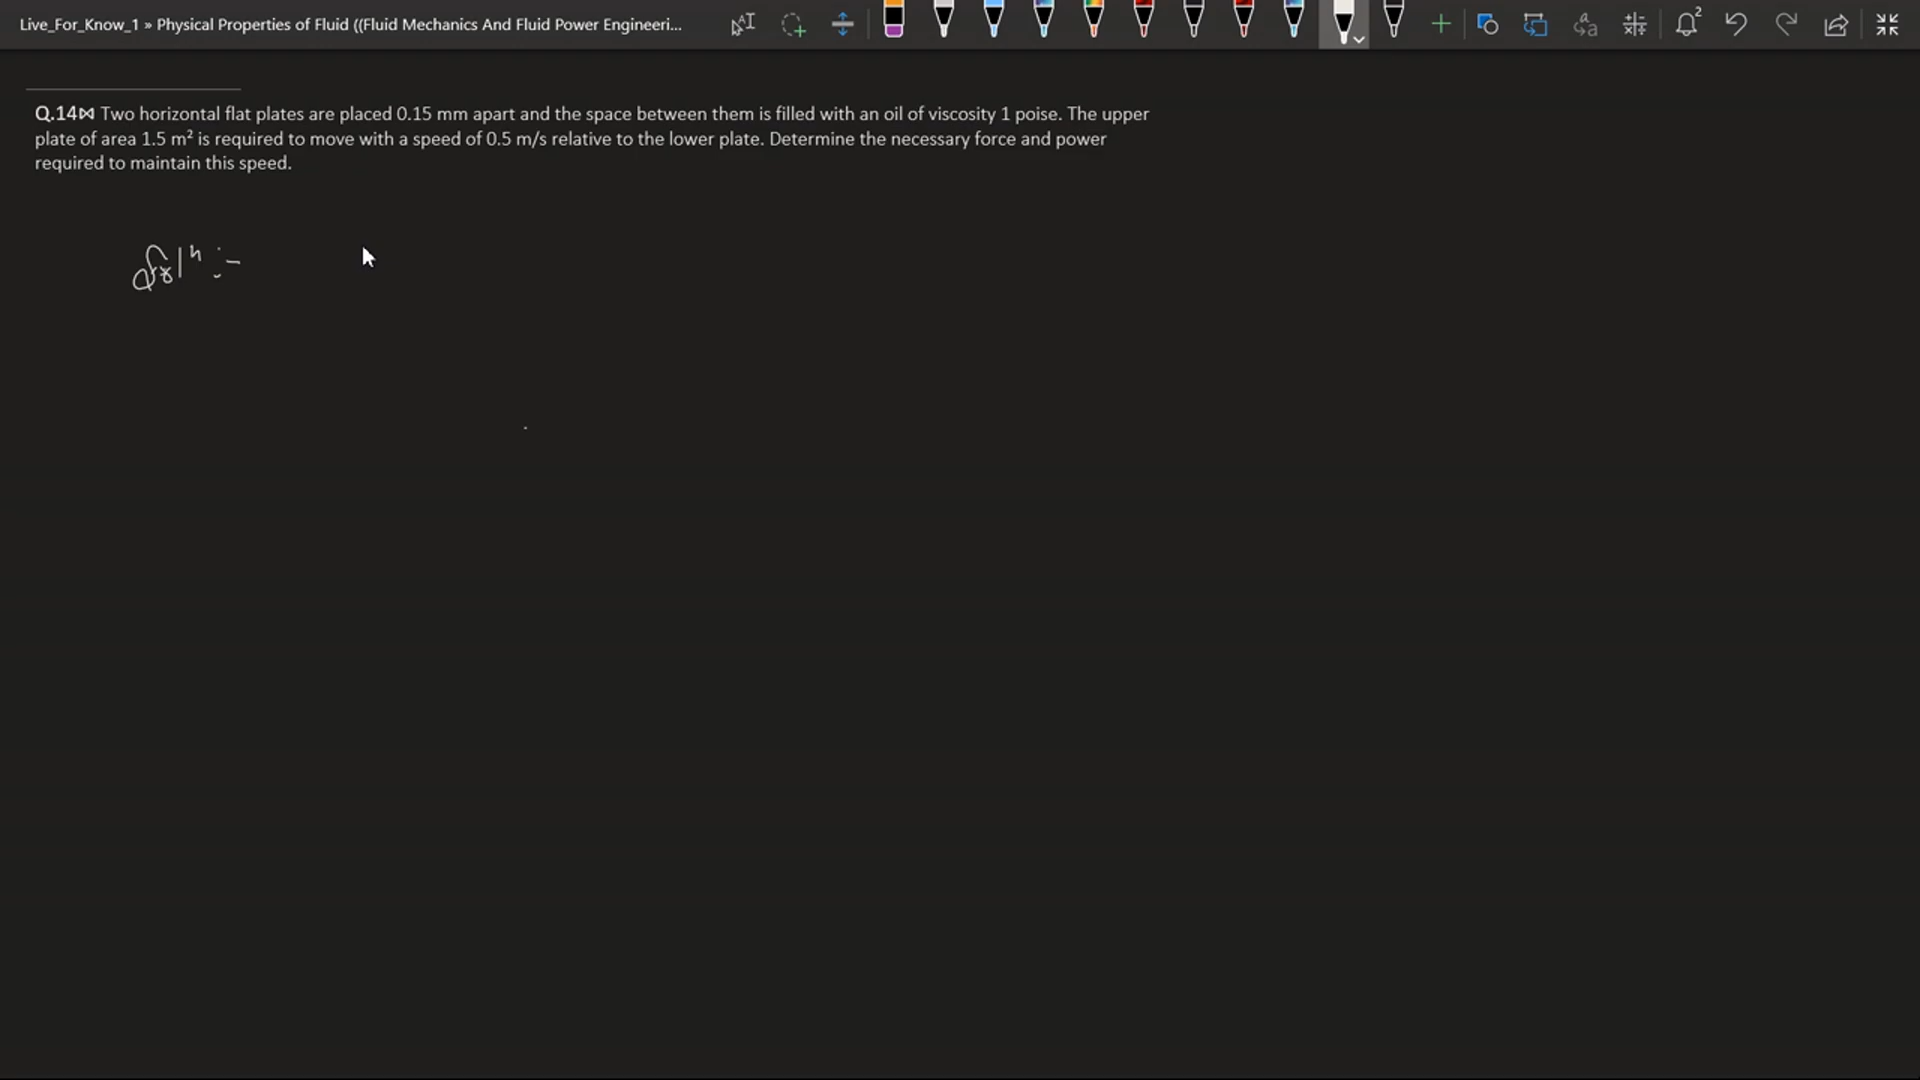 Live_For_Know_1 » Physical Properties of Fluid ((Fluid Mechanics And Fluid Power Engineeri...
2
Q.14⋈ Two horizontal flat plates are placed 0.15 mm apart and the space between them is filled with an oil of viscosity 1 poise. The upper
plate of area 1.5 m² is required to move with a speed of 0.5 m/s relative to the lower plate. Determine the necessary force and power
required to maintain this speed.
Solⁿ :-